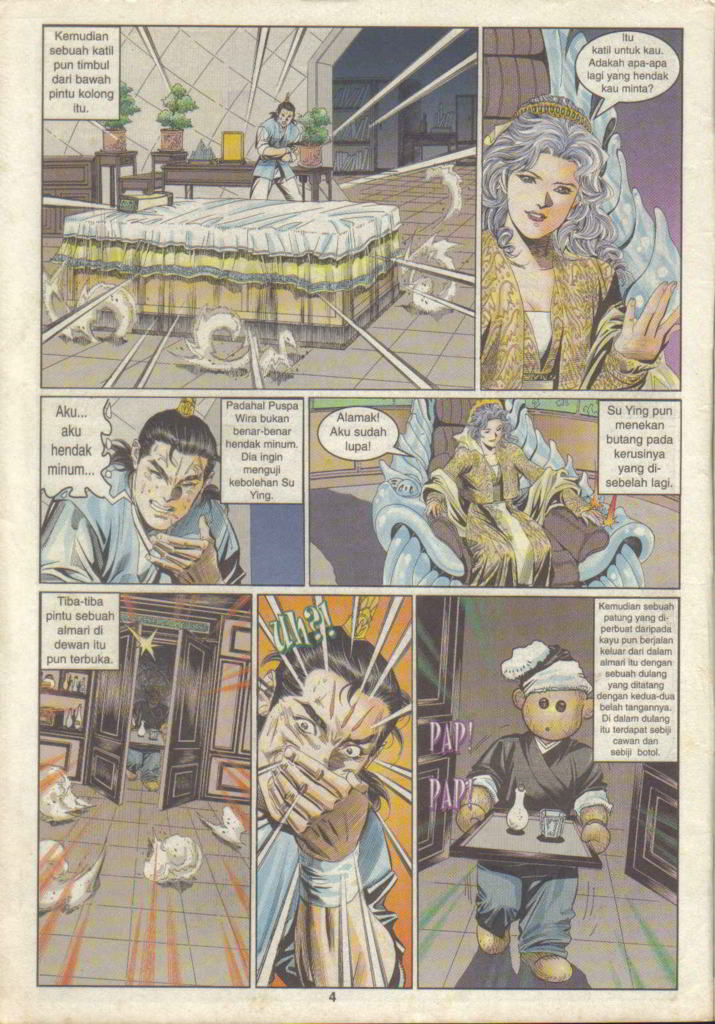 Kemudian
sebuah katil
pun timbul
dari bawah
pintu kolong
itu.
Itu
katil untuk kau.
Adakah apa-apa
lagi yang hendak
kau minta?
Aku...
aku
hendak
minum...
Padahal Puspa
Wira bukan
benar-benar
hendak minum.
Dia ingin
menguji
kebolehan Su
Ying.
Alamak!
Aku sudah
lupa!
Su Ying pun
menekan
butang pada
kerusinya
yang di-
sebelah lagi.
Tiba-tiba
pintu sebuah
almari di
dewan itu
pun terbuka.
Uh?!
Kemudian sebuah
patung yang di-
perbuat daripada
kayu pun berjalan
keluar dari dalam
almari itu dengan
sebuah dulang
yang ditatang
dengan kedua-dua
belah tangannya.
Di dalam dulang
itu terdapat sebiji
cawan dan
sebiji botol.
PAP!
PAP!
4